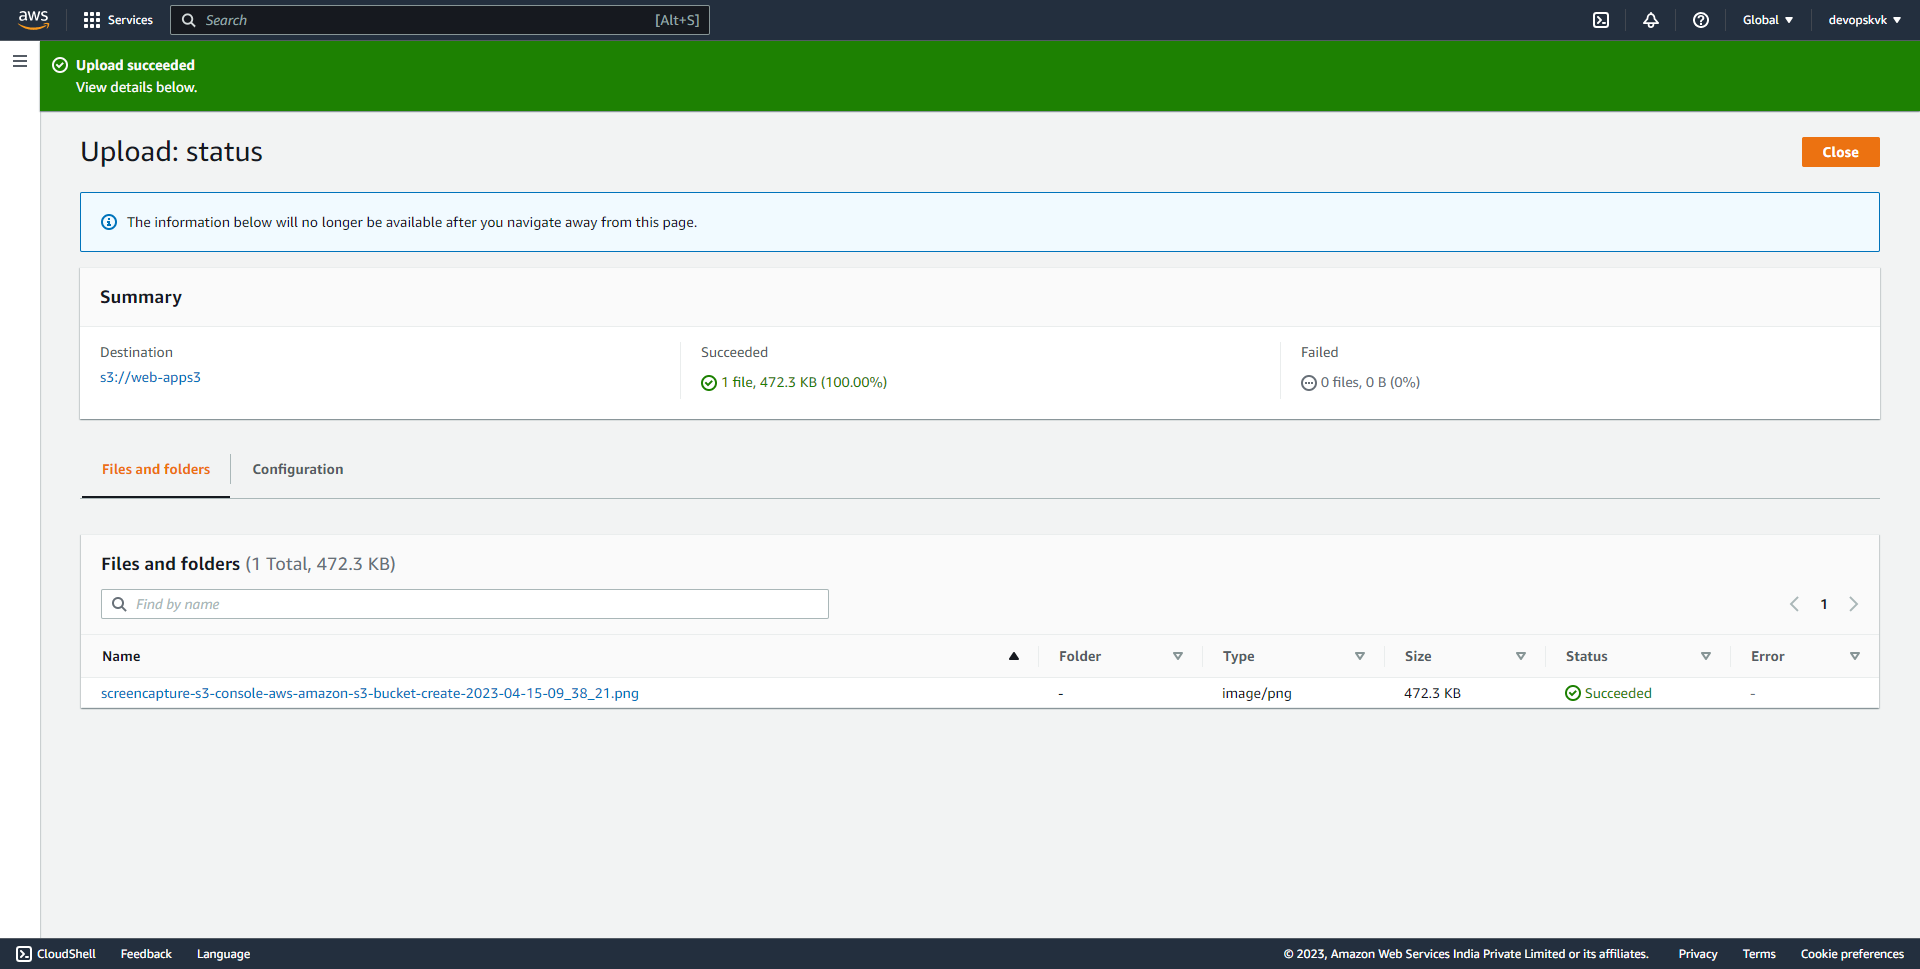 aws Services Search [Alt+S] Global devopskvk
Upload succeeded
View details below.
Upload: status
Close
The information below will no longer be available after you navigate away from this page.
Summary
Destination Succeeded Failed
s3://web-apps3 1 file, 472.3 KB (100.00%) 0 files, 0 B (0%)
Files and folders Configuration
Files and folders (1 Total, 472.3 KB)
Find by name 1
Name Folder Type Size Status Error
screencapture-s3-console-aws-amazon-s3-bucket-create-2023-04-15-09_38_21.png - image/png 472.3 KB Succeeded -
CloudShell Feedback Language © 2023, Amazon Web Services India Private Limited or its affiliates. Privacy Terms Cookie preferences